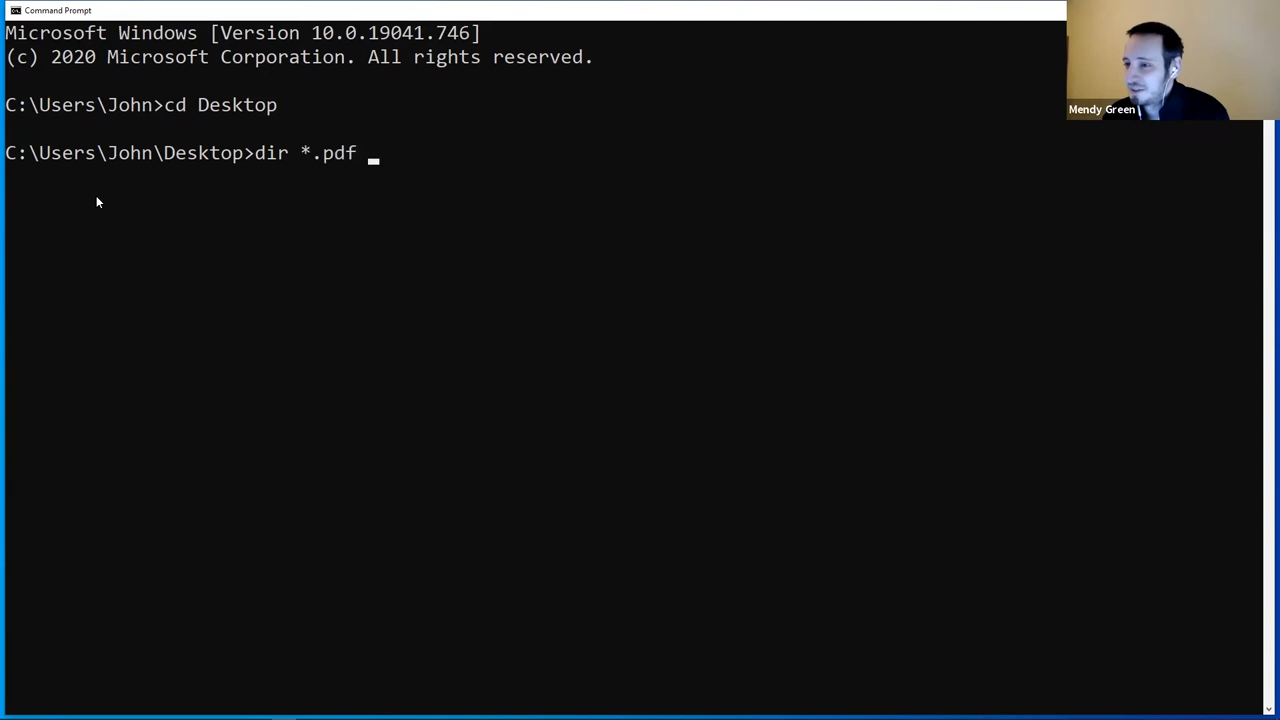 Command Prompt
Microsoft Windows [Version 10.0.19041.746]
(c) 2020 Microsoft Corporation. All rights reserved.
C:\Users\John>cd Desktop
C:\Users\John\Desktop>dir *.pdf
Mendy Green